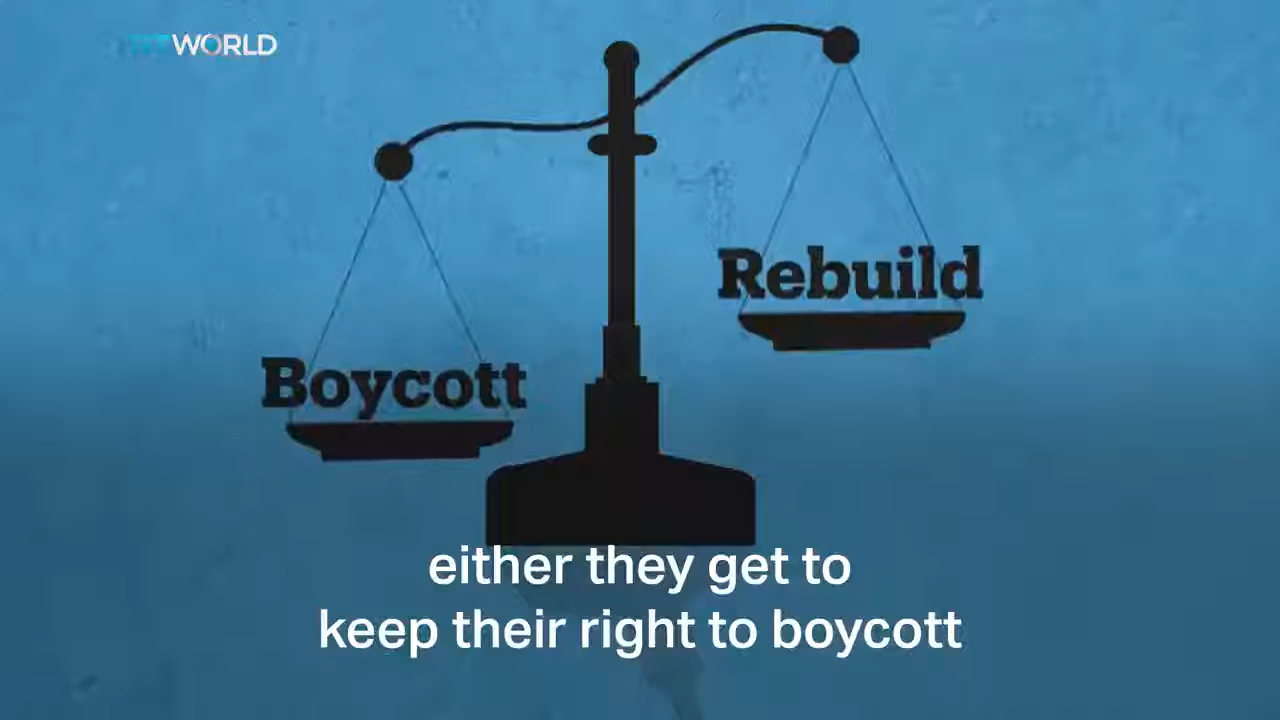 WORLD
Rebuild
Boycott
either they get to
keep their right to boycott